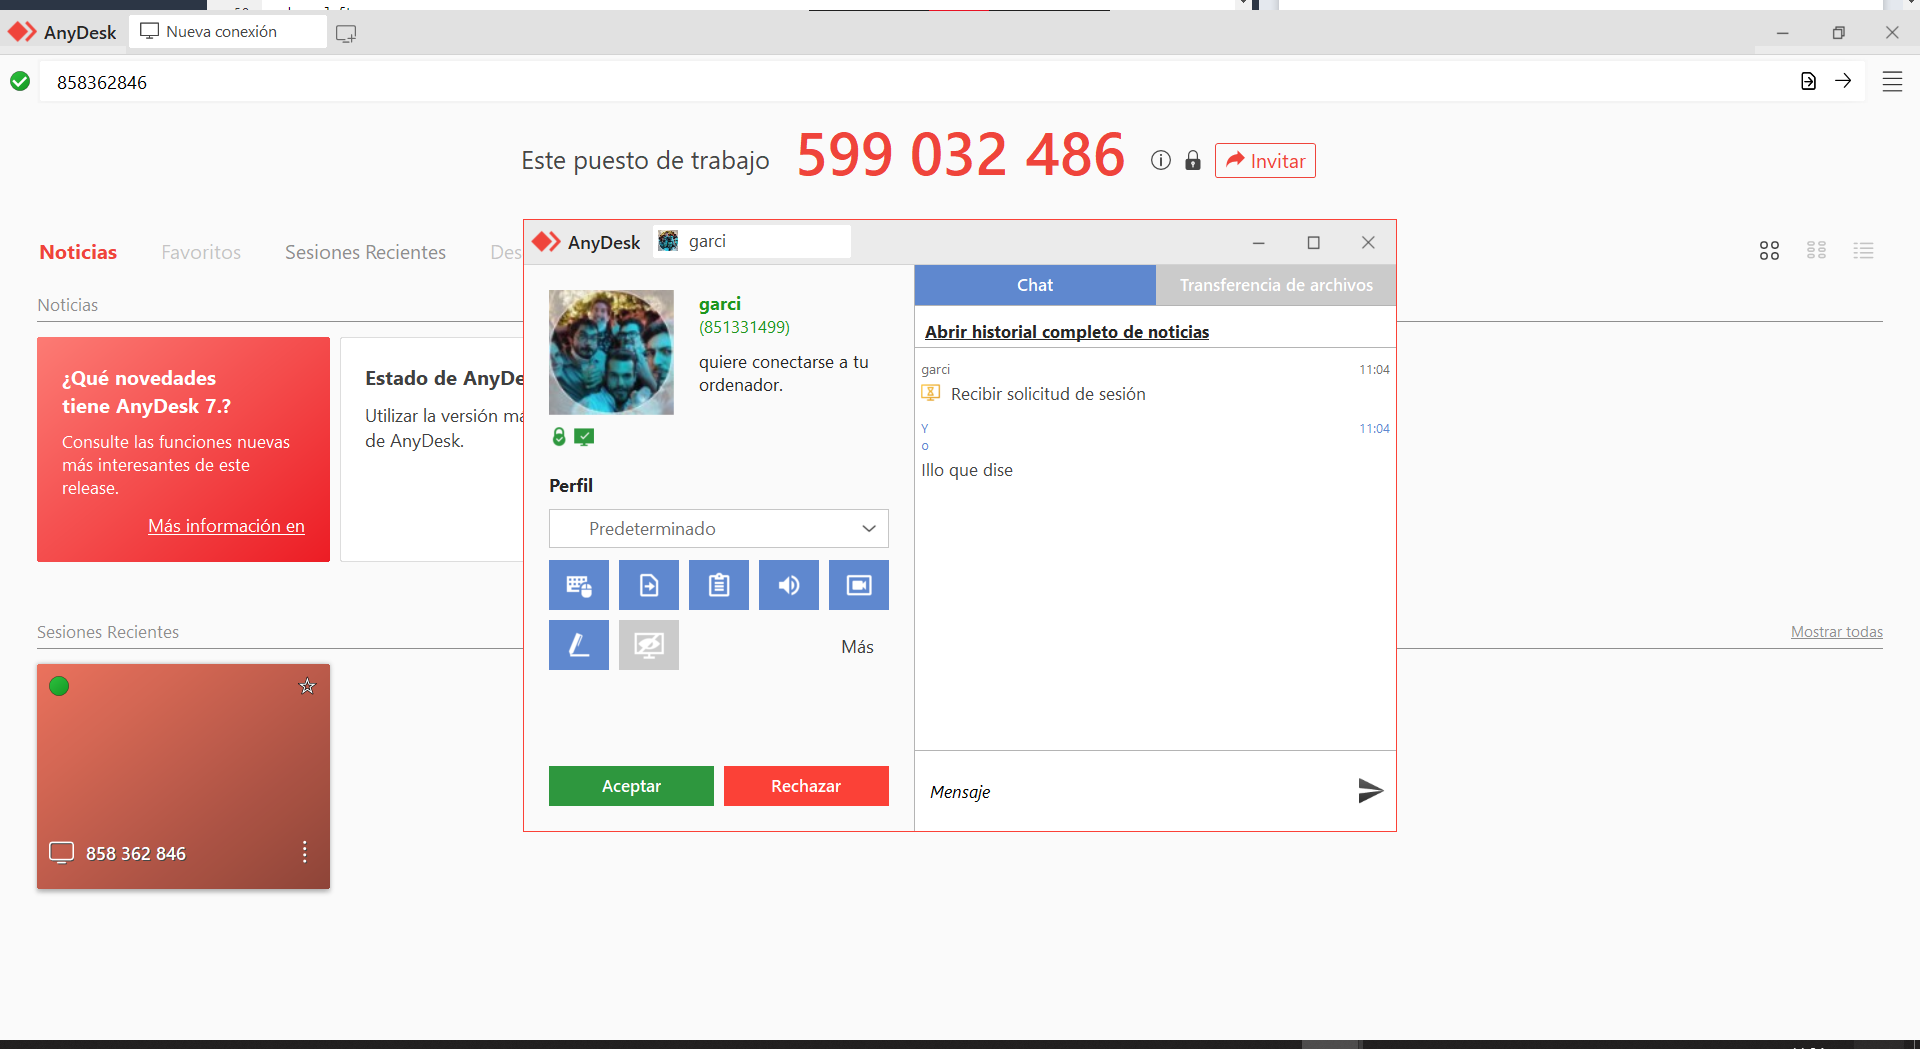 AnyDesk
Nueva conexión
858362846
Este puesto de trabajo 599 032 486 Invitar
Noticias Favoritos Sesiones Recientes Des
Noticias
¿Qué novedades
tiene AnyDesk 7.?
Consulte las funciones nuevas
más interesantes de este
release.
Más información en
Estado de AnyDe
Utilizar la versión má
de AnyDesk.
Sesiones Recientes
Mostrar todas
858 362 846
AnyDesk garci
garci
(851331499)
quiere conectarse a tu
ordenador.
Perfil
Predeterminado
Más
Aceptar Rechazar
Chat Transferencia de archivos
Abrir historial completo de noticias
garci 11:04
Recibir solicitud de sesión
Y 11:04
o
Illo que dise
Mensaje